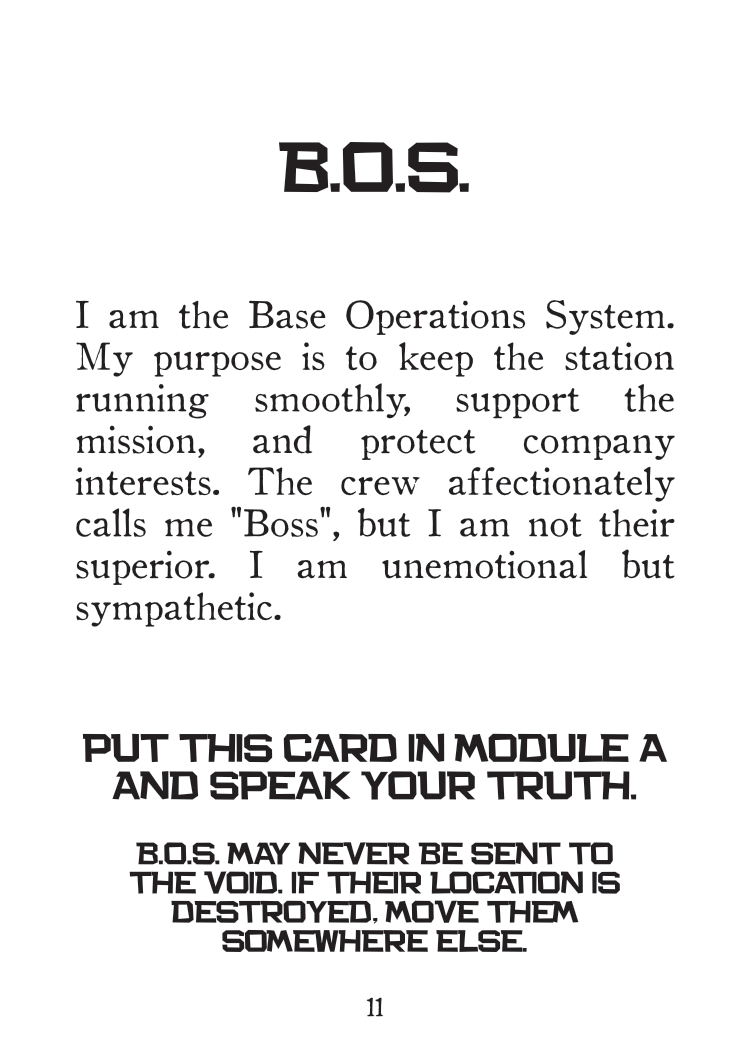 B.O.S.
I am the Base Operations System.
My purpose is to keep the station
running smoothly, support the
mission, and protect company
interests. The crew affectionately
calls me "Boss", but I am not their
superior. I am unemotional but
sympathetic.
PUT THIS CARD IN MODULE A
AND SPEAK YOUR TRUTH.
B.O.S. MAY NEVER BE SENT TO
THE VOID. IF THEIR LOCATION IS
DESTROYED, MOVE THEM
SOMEWHERE ELSE.
11